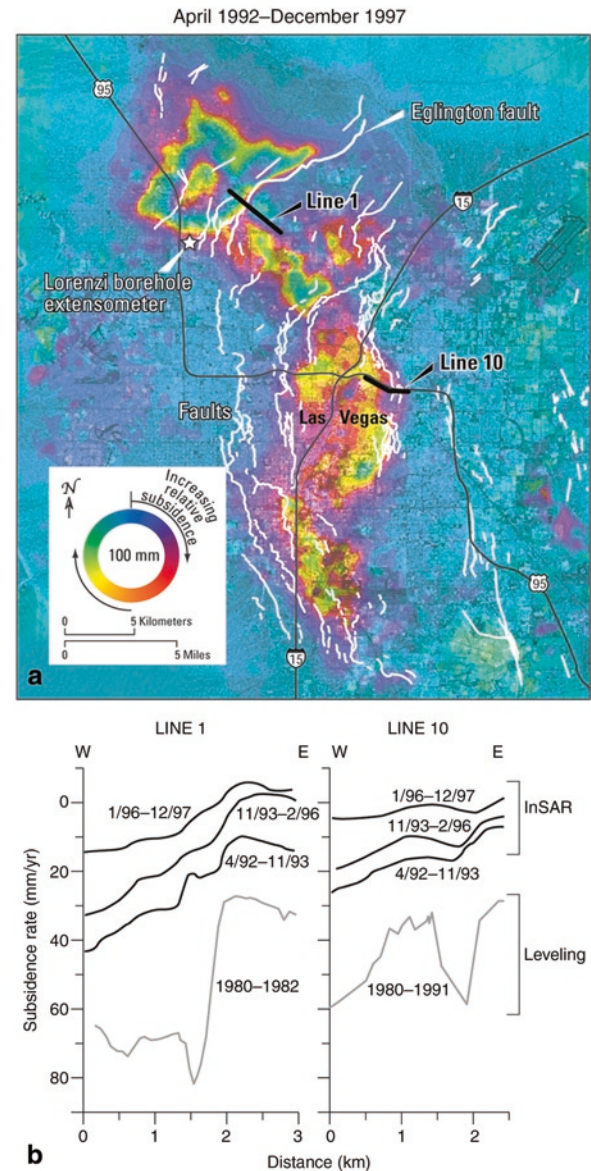 April 1992–December 1997
95
Eglington fault
15
Line 1
Lorenzi borehole
extensometer
Line 10
Faults
Las Vegas
N
Increasing
relative
subsidence
100 mm
0 5 Kilometers
0 5 Miles
95
15
a
LINE 1
LINE 10
W E
W E
0
20
40
60
80
Subsidence rate (mm/yr)
1/96–12/97
11/93–2/96
4/92–11/93
1980–1982
1/96–12/97
11/93–2/96
4/92–11/93
1980–1991
InSAR
Leveling
0 1 2 3
0 1 2
b
Distance (km)